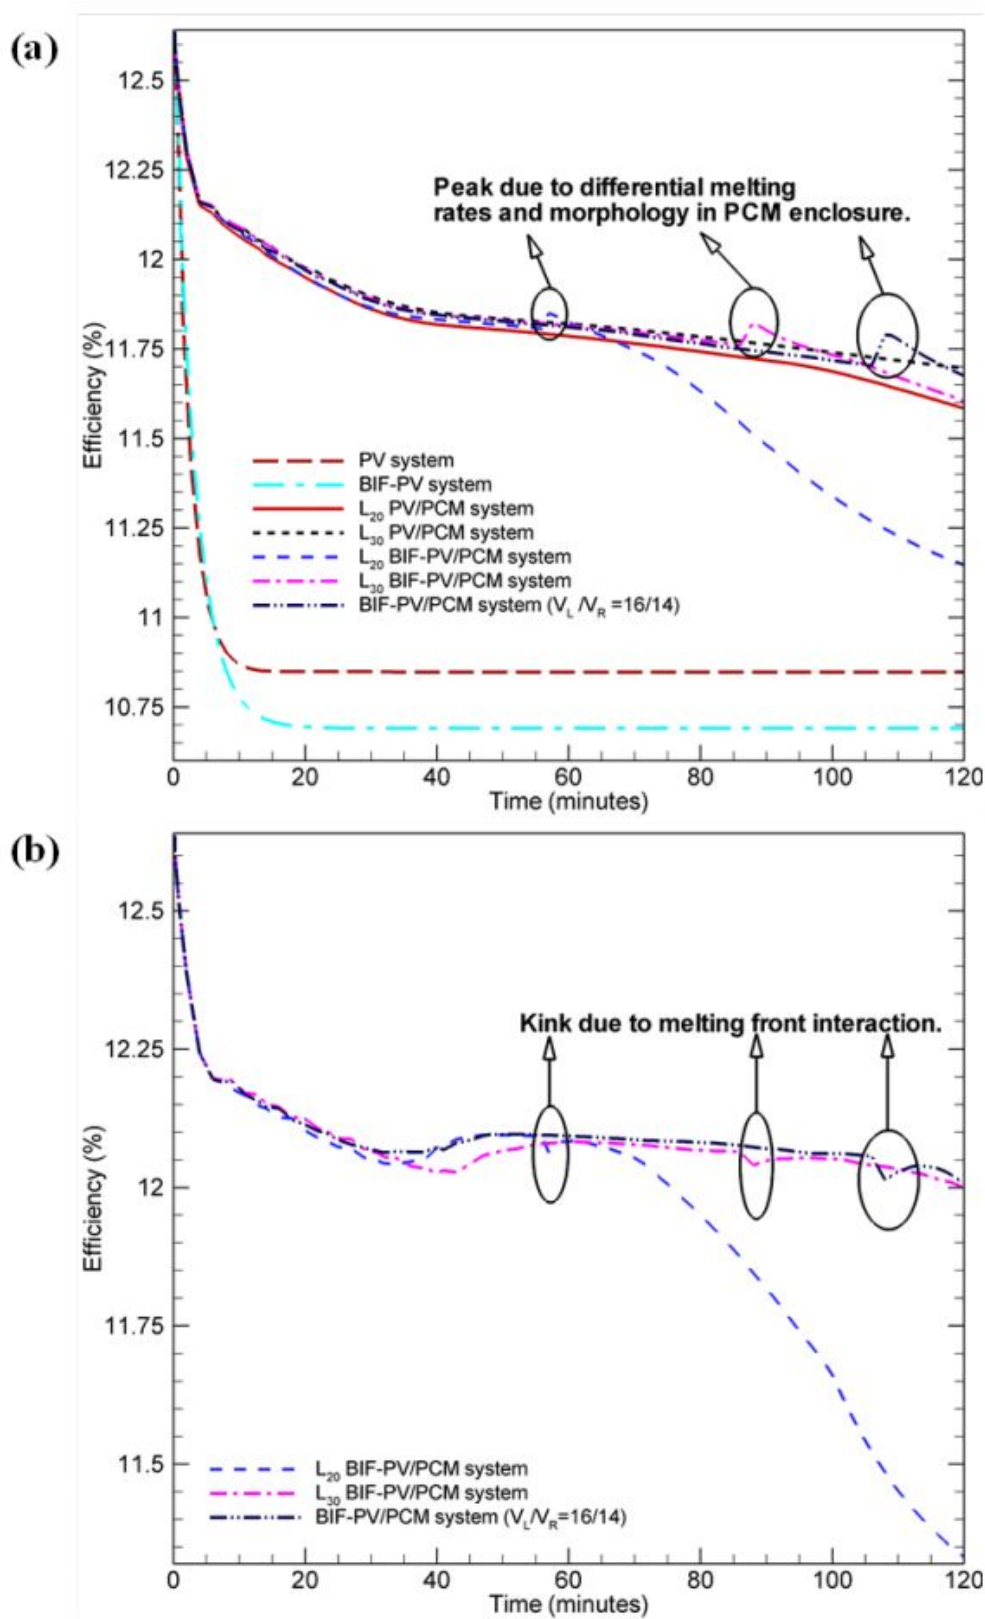 (a)
12.5
12.25
12
11.75
11.5
11.25
11
10.75
Efficiency (%)
Peak due to differential melting
rates and morphology in PCM enclosure.
PV system
BIF-PV system
L20 PV/PCM system
L30 PV/PCM system
L20 BIF-PV/PCM system
L30 BIF-PV/PCM system
BIF-PV/PCM system (VL /VR =16/14)
0 20 40 60 80 100 120
Time (minutes)
(b)
12.5
12.25
12
11.75
11.5
Efficiency (%)
Kink due to melting front interaction.
L20 BIF-PV/PCM system
L30 BIF-PV/PCM system
BIF-PV/PCM system (VL/VR=16/14)
0 20 40 60 80 100 120
Time (minutes)